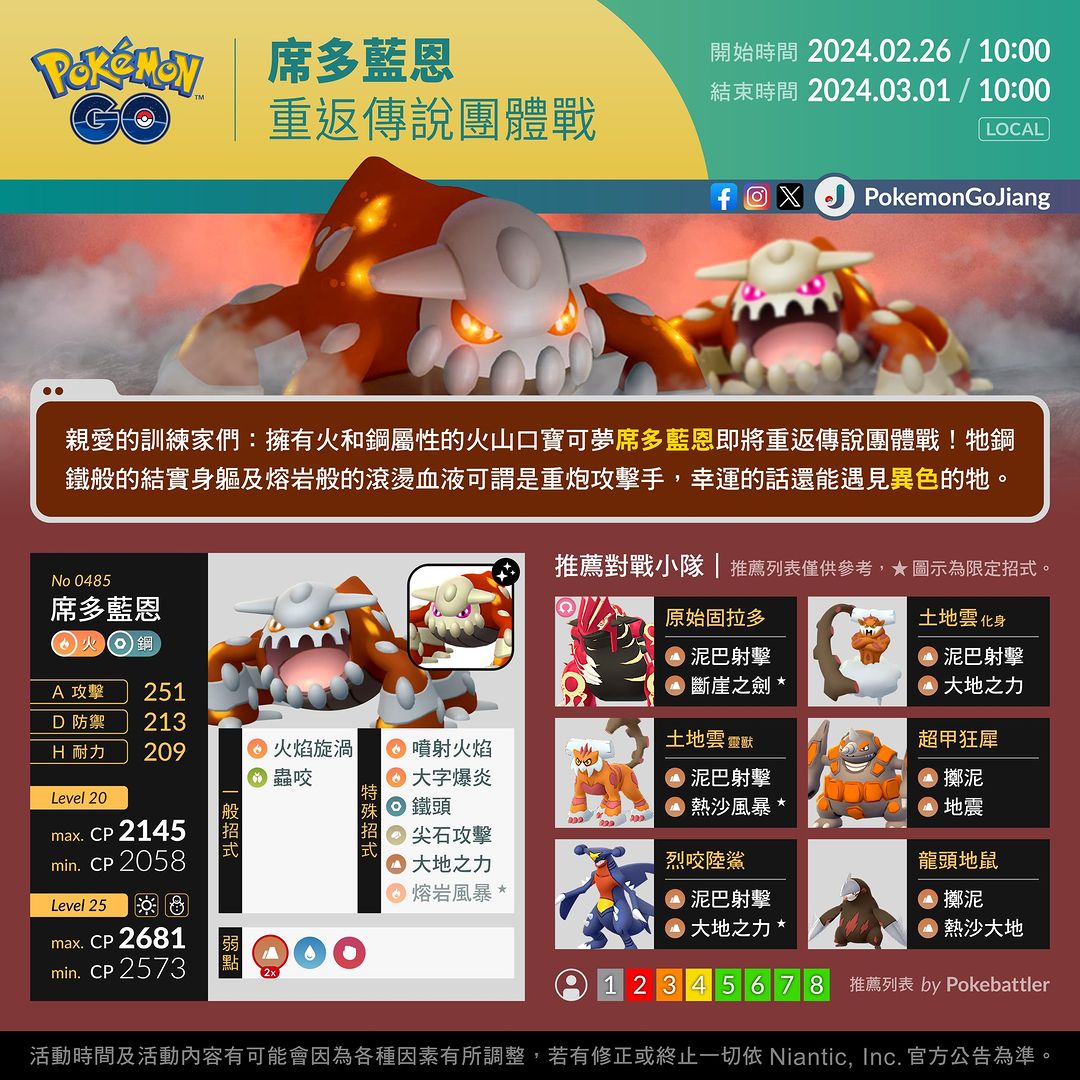 POKéMON
GO
TM
席多藍恩
重返傳說團體戰
開始時間 2024.02.26 / 10:00
結束時間 2024.03.01 / 10:00
LOCAL
PokemonGoJiang
親愛的訓練家們：擁有火和鋼屬性的火山口寶可夢席多藍恩即將重返傳說團體戰！牠鋼
鐵般的結實身軀及熔岩般的滾燙血液可謂是重炮攻擊手，幸運的話還能遇見異色的牠。
No 0485
席多藍恩
火 鋼
A 攻擊 251
D 防禦 213
H 耐力 209
Level 20
max. CP 2145
min. CP 2058
Level 25
max. CP 2681
min. CP 2573
一般招式
火焰旋渦
蟲咬
特殊招式
噴射火焰
大字爆炎
鐵頭
尖石攻擊
大地之力
熔岩風暴 ★
弱點
2x
推薦對戰小隊 | 推薦列表僅供參考，★ 圖示為限定招式。
原始固拉多
泥巴射擊
斷崖之劍 ★
土地雲 化身
泥巴射擊
大地之力
土地雲 靈獸
泥巴射擊
熱沙風暴 ★
超甲狂犀
擲泥
地震
烈咬陸鯊
泥巴射擊
大地之力 ★
龍頭地鼠
擲泥
熱沙大地
1 2 3 4 5 6 7 8
推薦列表 by Pokebattler
活動時間及活動內容有可能會因為各種因素有所調整，若有修正或終止一切依 Niantic, Inc. 官方公告為準。